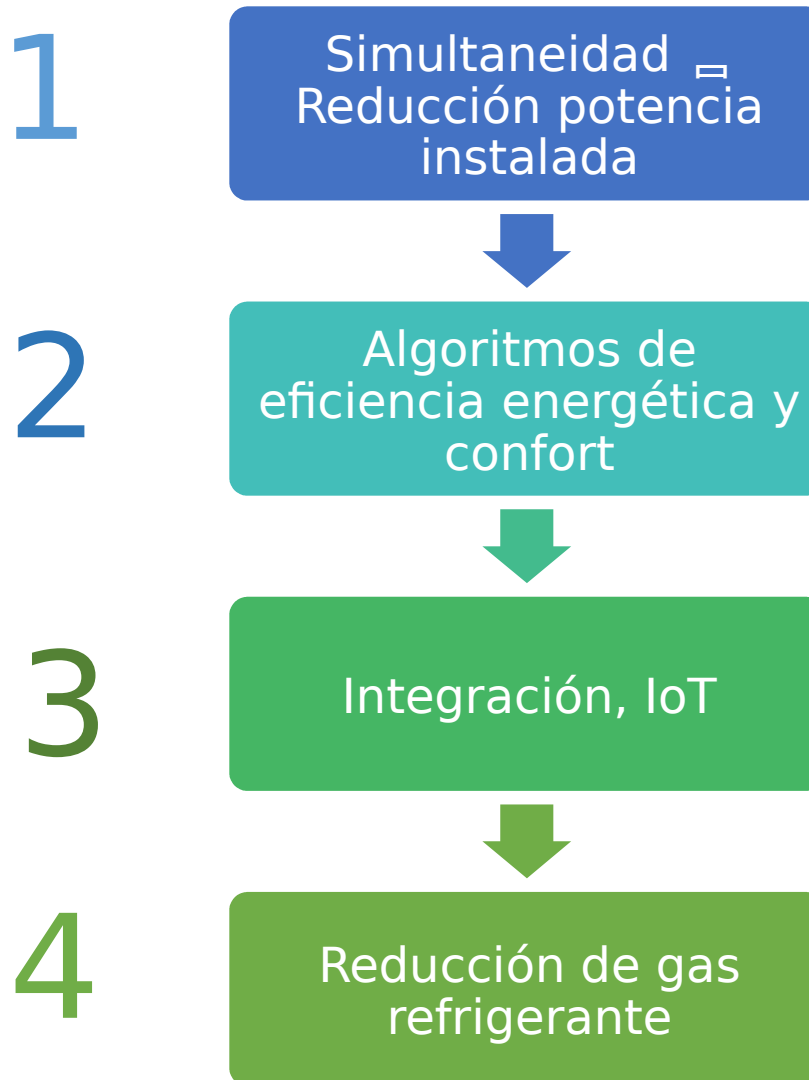 1
Simultaneidad
Reducción potencia
instalada
2
Algoritmos de
eficiencia energética y
confort
3
Integración, IoT
4
Reducción de gas
refrigerante